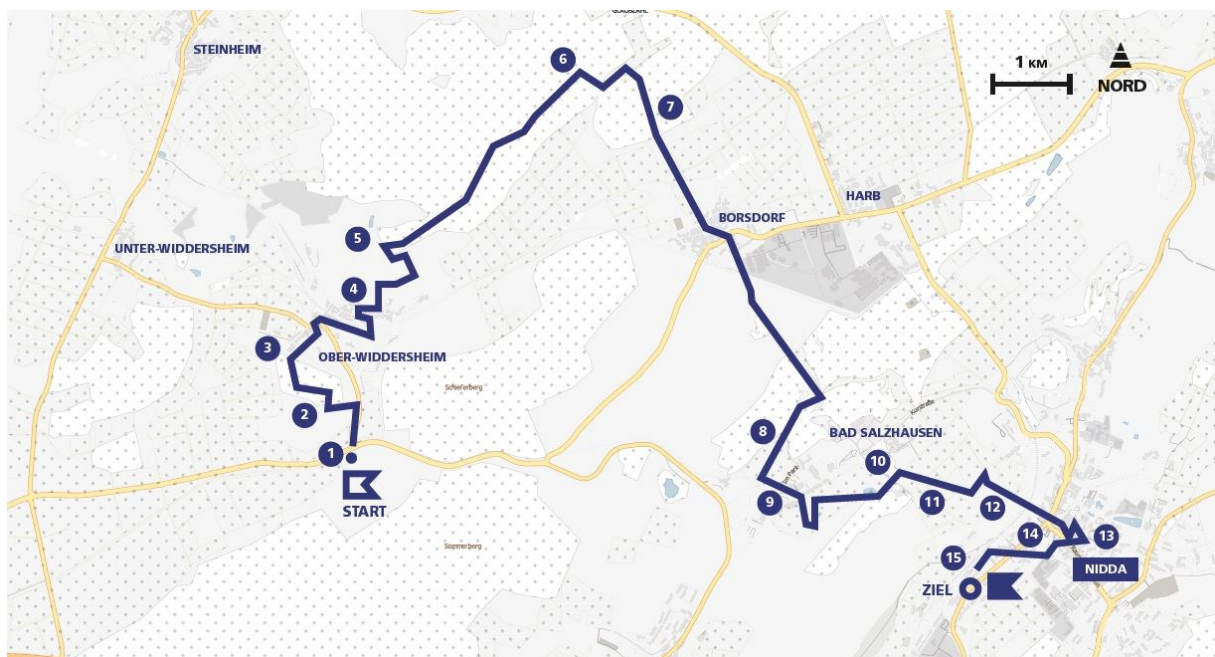 STEINHEIM
6
1 KM
NORD
7
HARB
BORSDORF
5
UNTER-WIDDERSHEIM
4
3
OBER-WIDDERSHEIM
Schieferberg
2
Kurstraße
8
BAD SALZHAUSEN
1
10
START
9
11
12
Sommerberg
14
13
15
NIDDA
ZIEL